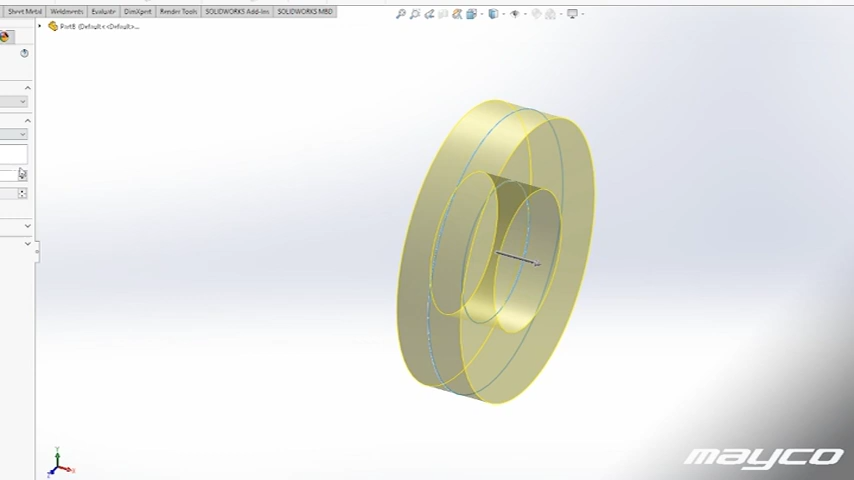 Sheet Metal Weldments Evaluate DimXpert Render Tools SOLIDWORKS Add-Ins SOLIDWORKS MBD
Part8 (Default<<Default>...
Y
X
Z
mayco